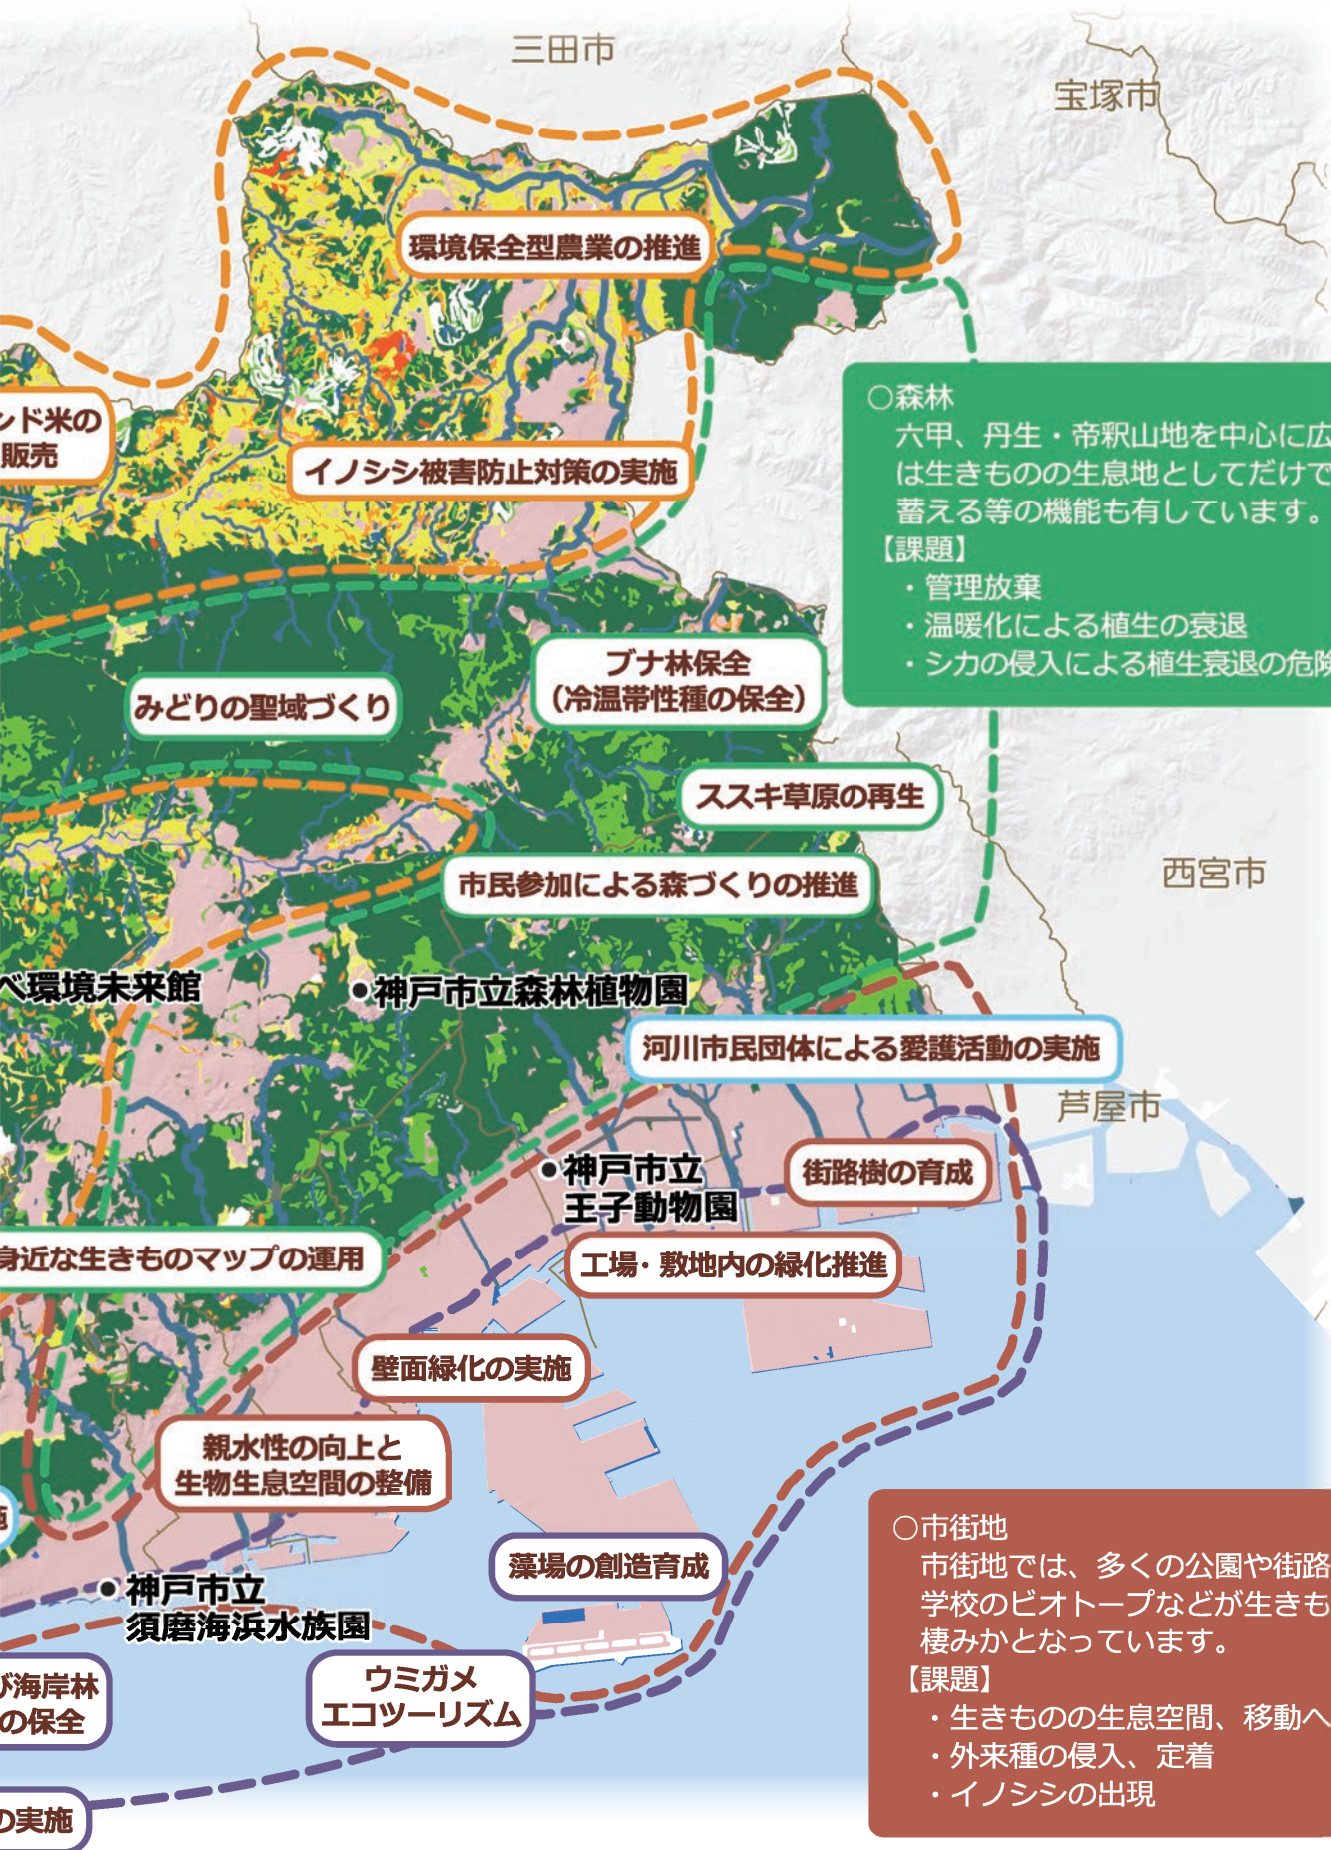 三田市
宝塚市
環境保全型農業の推進
ンド米の
販売
イノシシ被害防止対策の実施
○森林
六甲、丹生・帝釈山地を中心に広
は生きものの生息地としてだけで
蓄える等の機能も有しています。
【課題】
・管理放棄
・温暖化による植生の衰退
・シカの侵入による植生衰退の危険
ブナ林保全
(冷温帯性種の保全)
みどりの聖域づくり
ススキ草原の再生
市民参加による森づくりの推進
西宮市
べ環境未来館
●神戸市立森林植物園
河川市民団体による愛護活動の実施
芦屋市
●神戸市立
王子動物園
街路樹の育成
身近な生きものマップの運用
工場・敷地内の緑化推進
壁面緑化の実施
親水性の向上と
生物生息空間の整備
施
藻場の創造育成
●神戸市立
須磨海浜水族園
○市街地
市街地では、多くの公園や街路
学校のビオトープなどが生きも
棲みかとなっています。
【課題】
・生きものの生息空間、移動へ
・外来種の侵入、定着
・イノシシの出現
び海岸林
の保全
ウミガメ
エコツーリズム
の実施